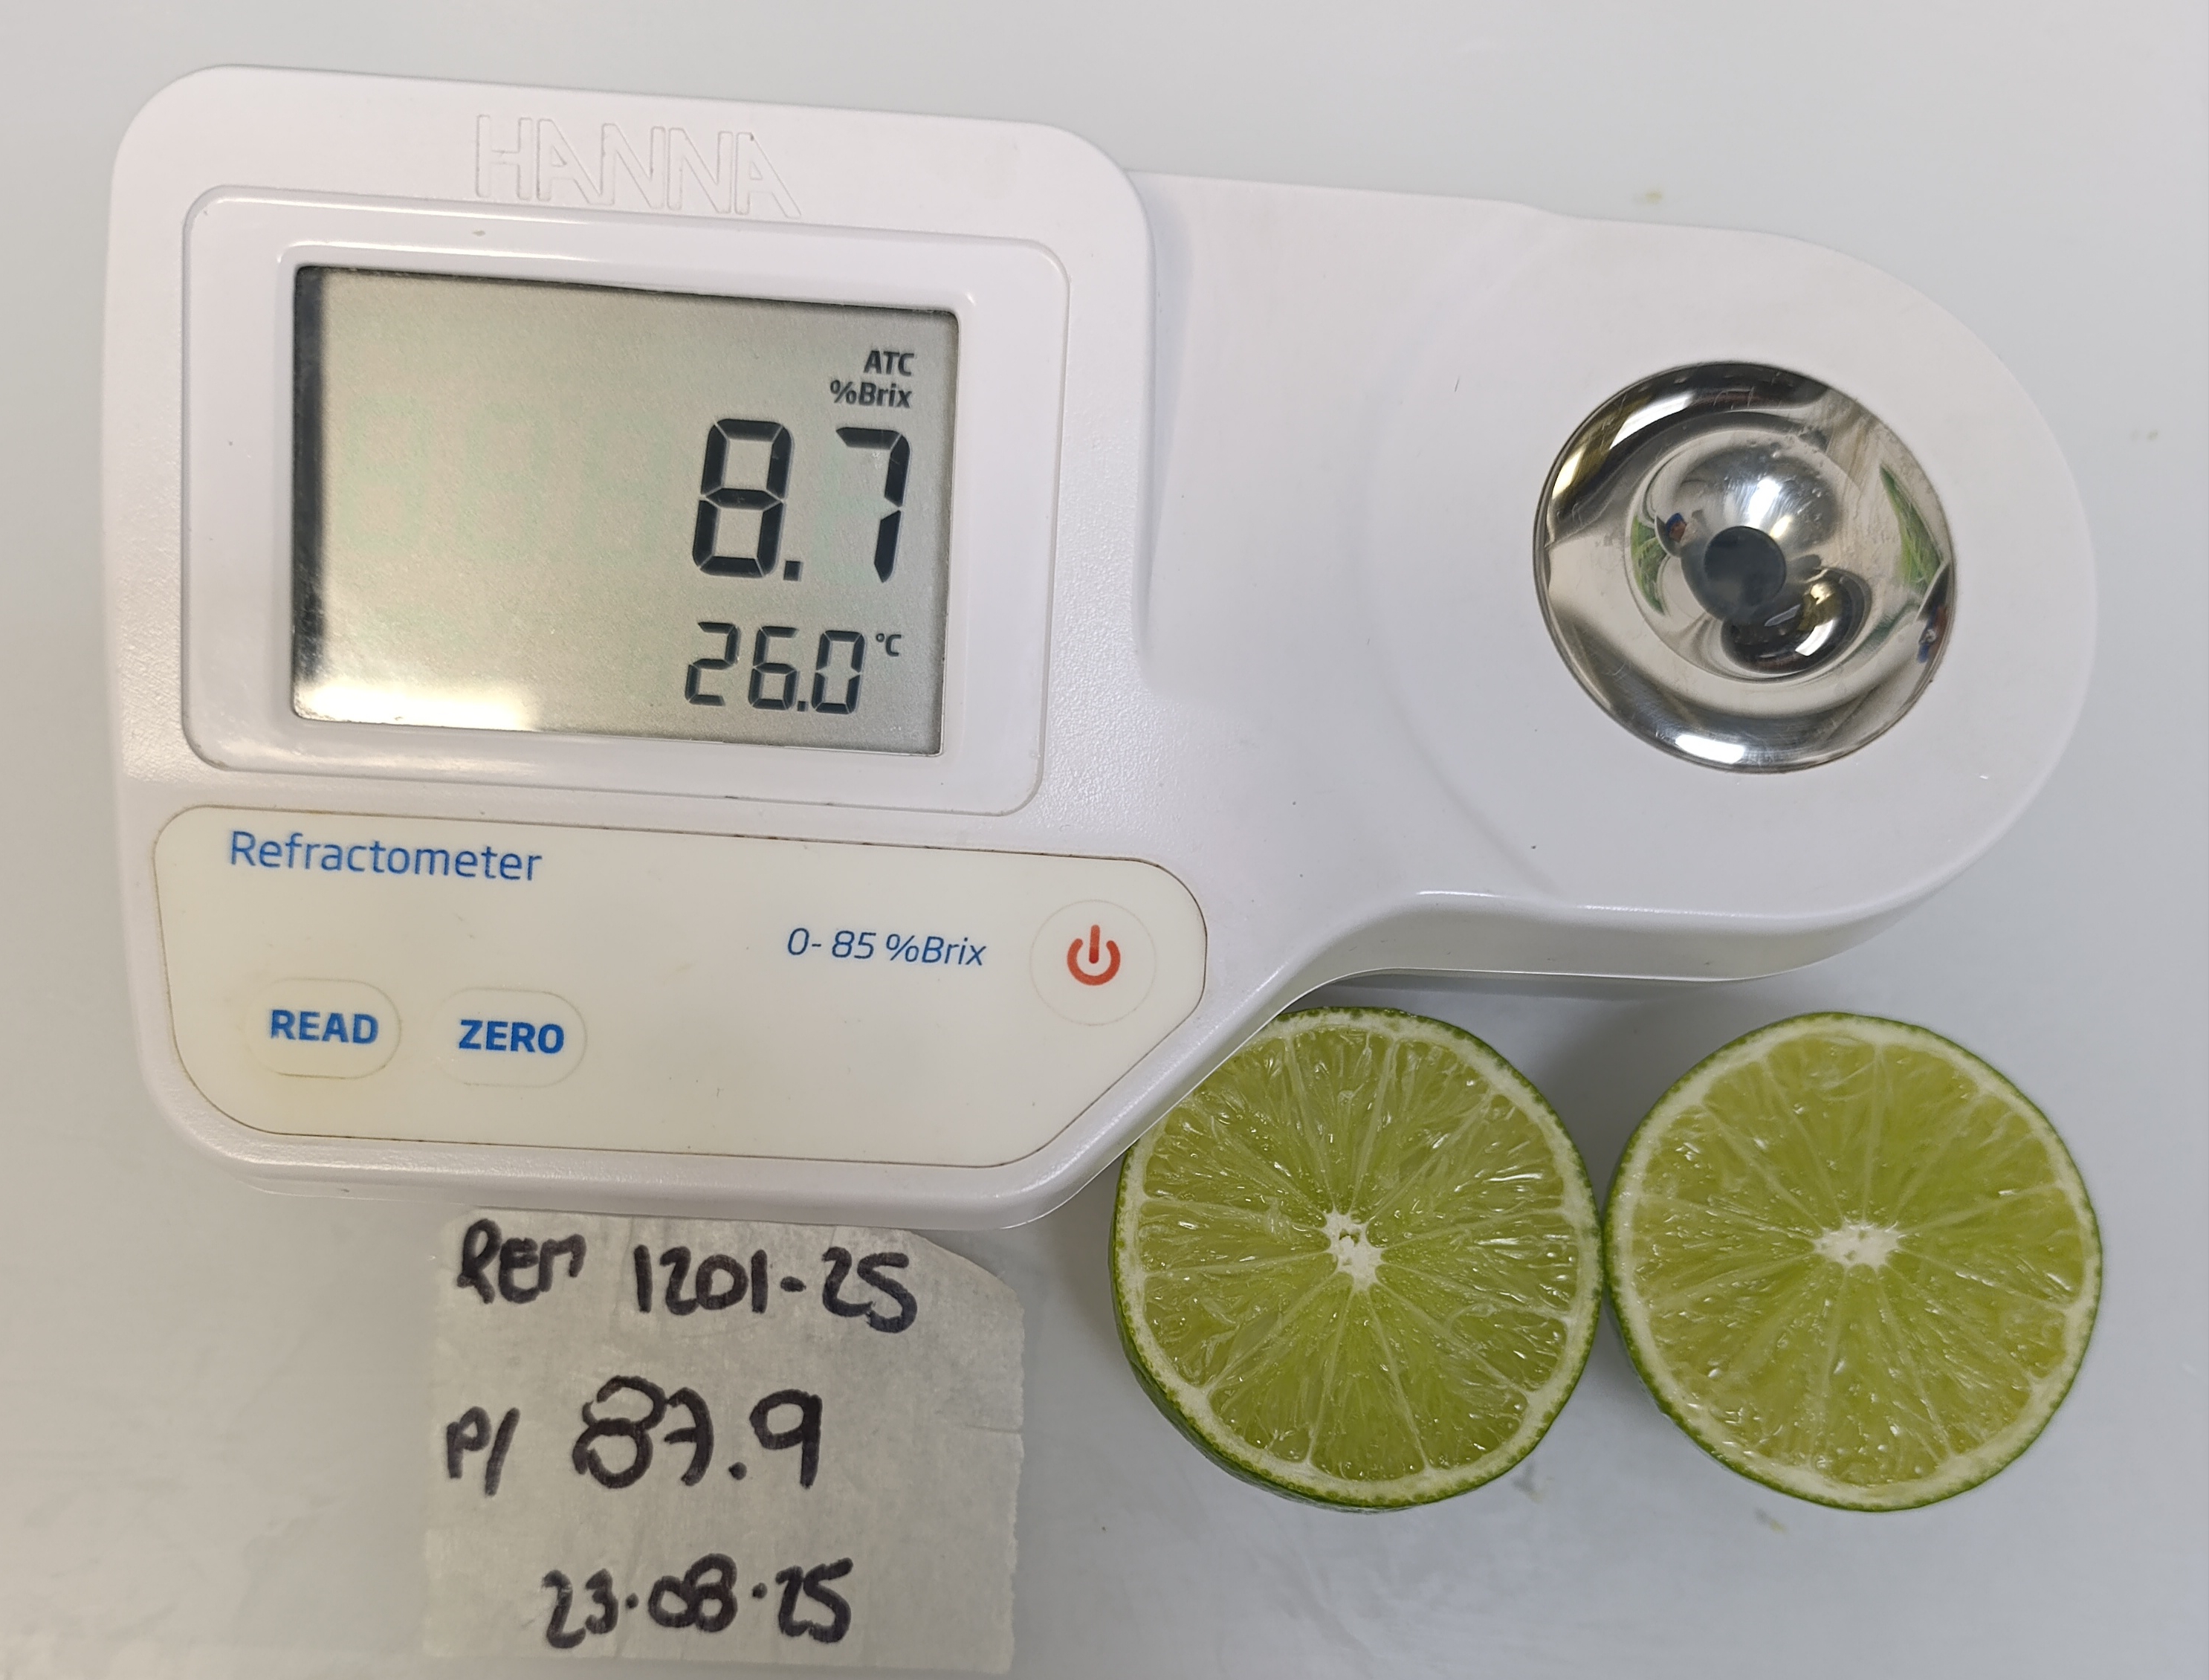 HANNA
ATC
%Brix
8.7
26.0 °C
Refractometer
0-85 %Brix
READ ZERO
REM 1201-25
P/ 87.9
23.08.25